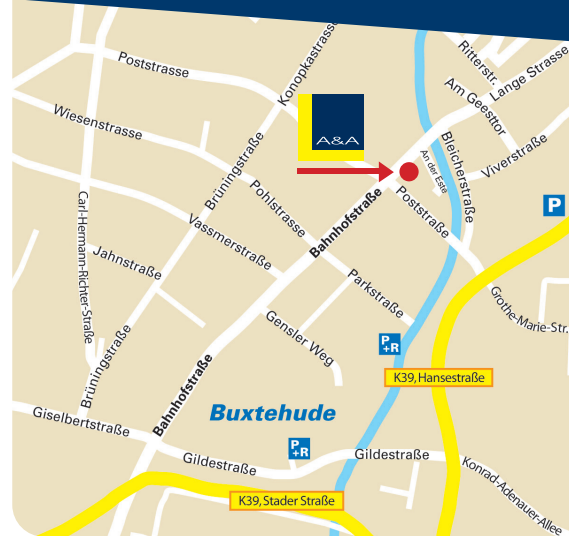 Poststrasse
Konopkastrasse
Ritterstr.
Lange Strasse
Am Geesttor
Wiesenstrasse
A&A
Bleicherstraße
An der Este
Viverstraße
Brüningstraße
Pohlstrasse
Poststraße
P
Carl-Hermann-Richter-Straße
Vassmerstraße
Bahnhofstraße
Jahnstraße
Parkstraße
Grothe-Marie-Str.
Gensler Weg
P
+R
Brüningstraße
Bahnhofstraße
K39, Hansestraße
Giselbertstraße
Buxtehude
P
+R
Gildestraße
Gildestraße
Konrad-Adenauer-Allee
K39, Stader Straße